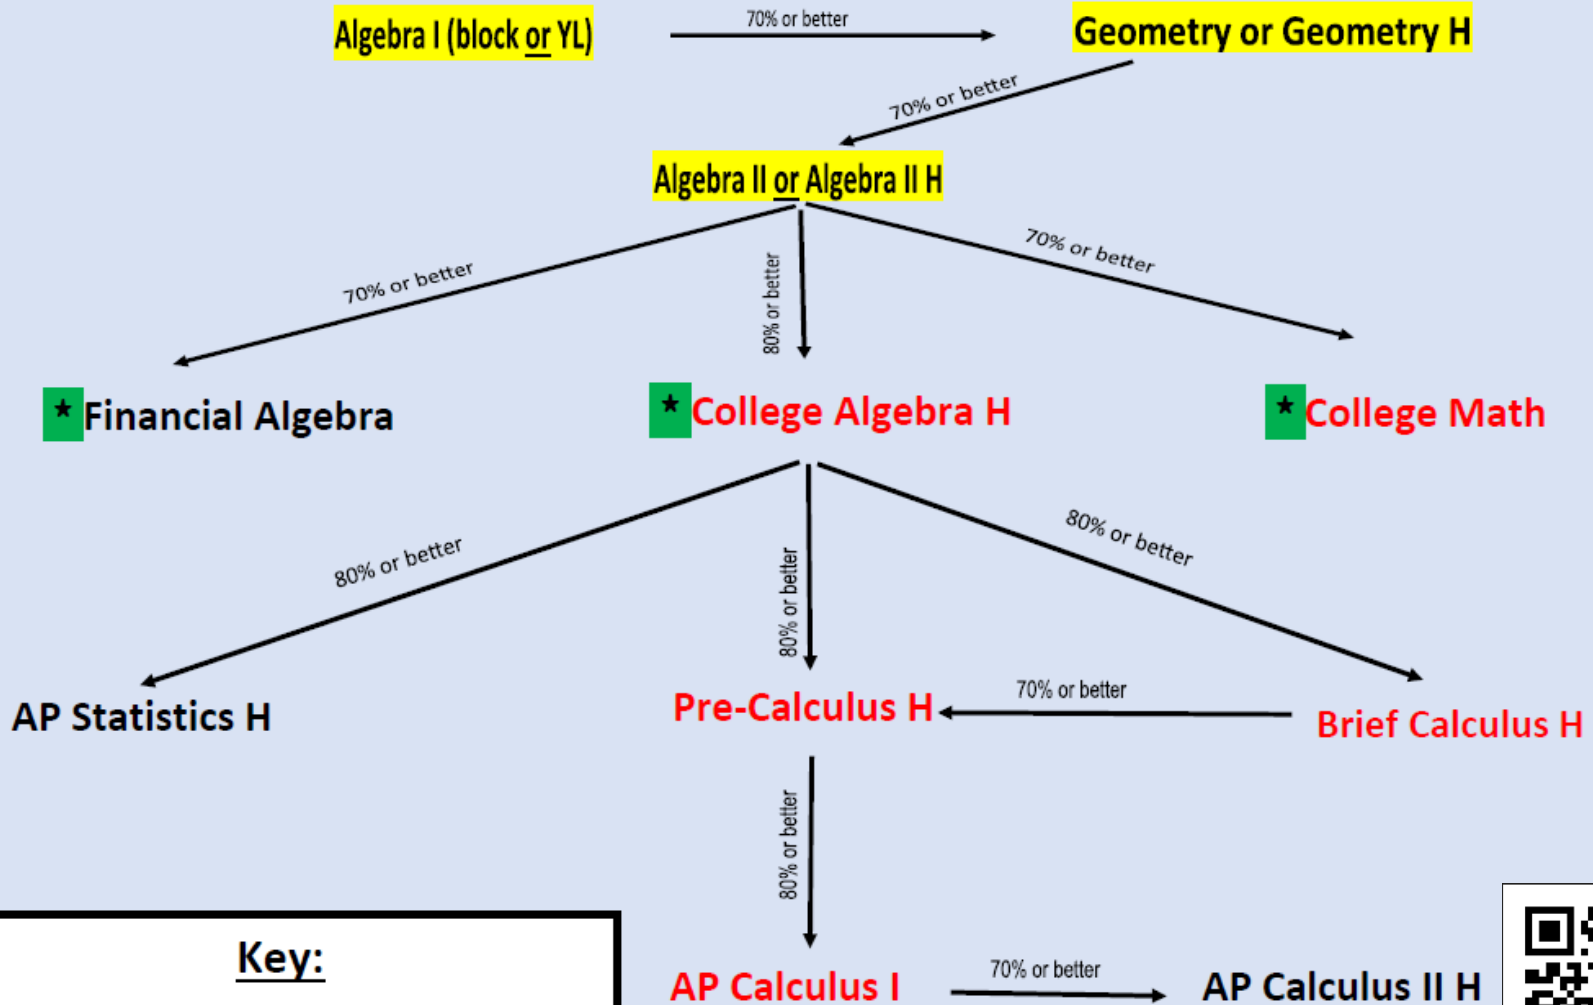 Algebra I (block or YL)
70% or better
Geometry or Geometry H
70% or better
Algebra II or Algebra II H
70% or better
80% or better
70% or better
*Financial Algebra
*College Algebra H
*College Math
80% or better
80% or better
80% or better
AP Statistics H
Pre-Calculus H
70% or better
Brief Calculus H
80% or better
Key:
AP Calculus I
70% or better
AP Calculus II H